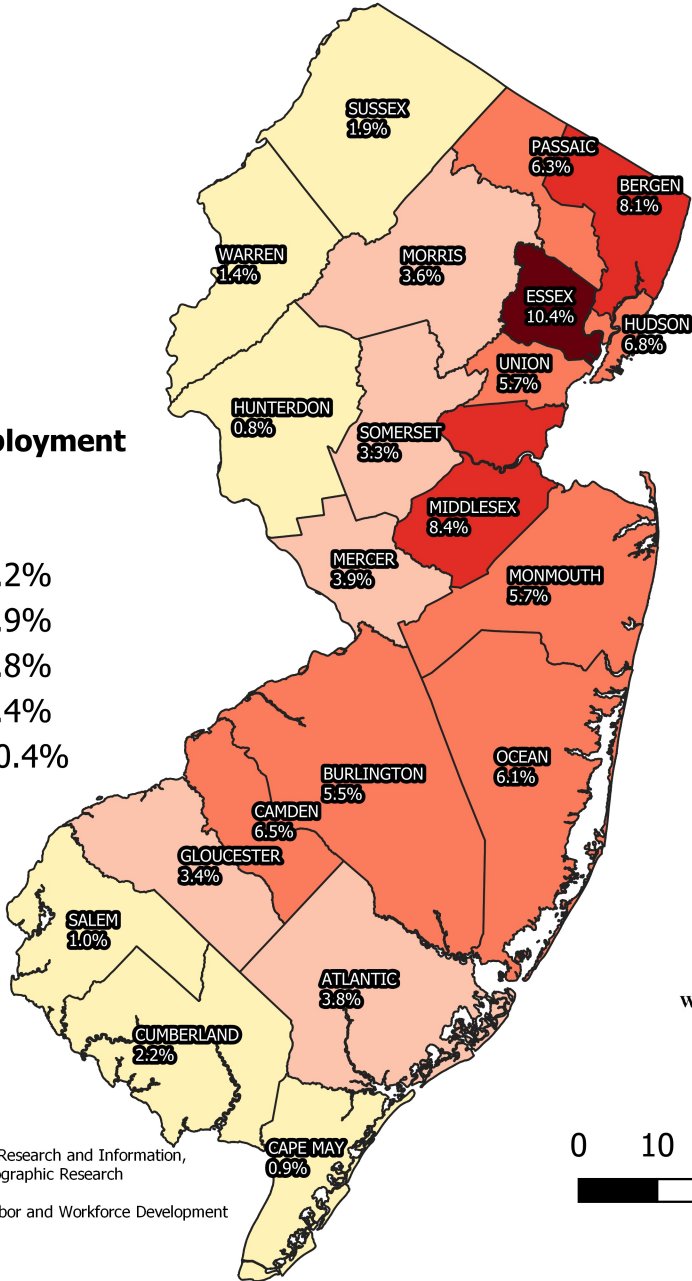 SUSSEX
1.9%
PASSAIC
6.3%
BERGEN
8.1%
WARREN
1.4%
MORRIS
3.6%
ESSEX
10.4%
HUDSON
6.8%
UNION
5.7%
HUNTERDON
0.8%
SOMERSET
3.3%
ployment
MIDDLESEX
8.4%
MERCER
3.9%
MONMOUTH
5.7%
.2%
.9%
.8%
.4%
0.4%
OCEAN
6.1%
BURLINGTON
5.5%
CAMDEN
6.5%
GLOUCESTER
3.4%
SALEM
1.0%
ATLANTIC
3.8%
W
CUMBERLAND
2.2%
CAPE MAY
0.9%
Research and Information,
ographic Research
bor and Workforce Development
0 10